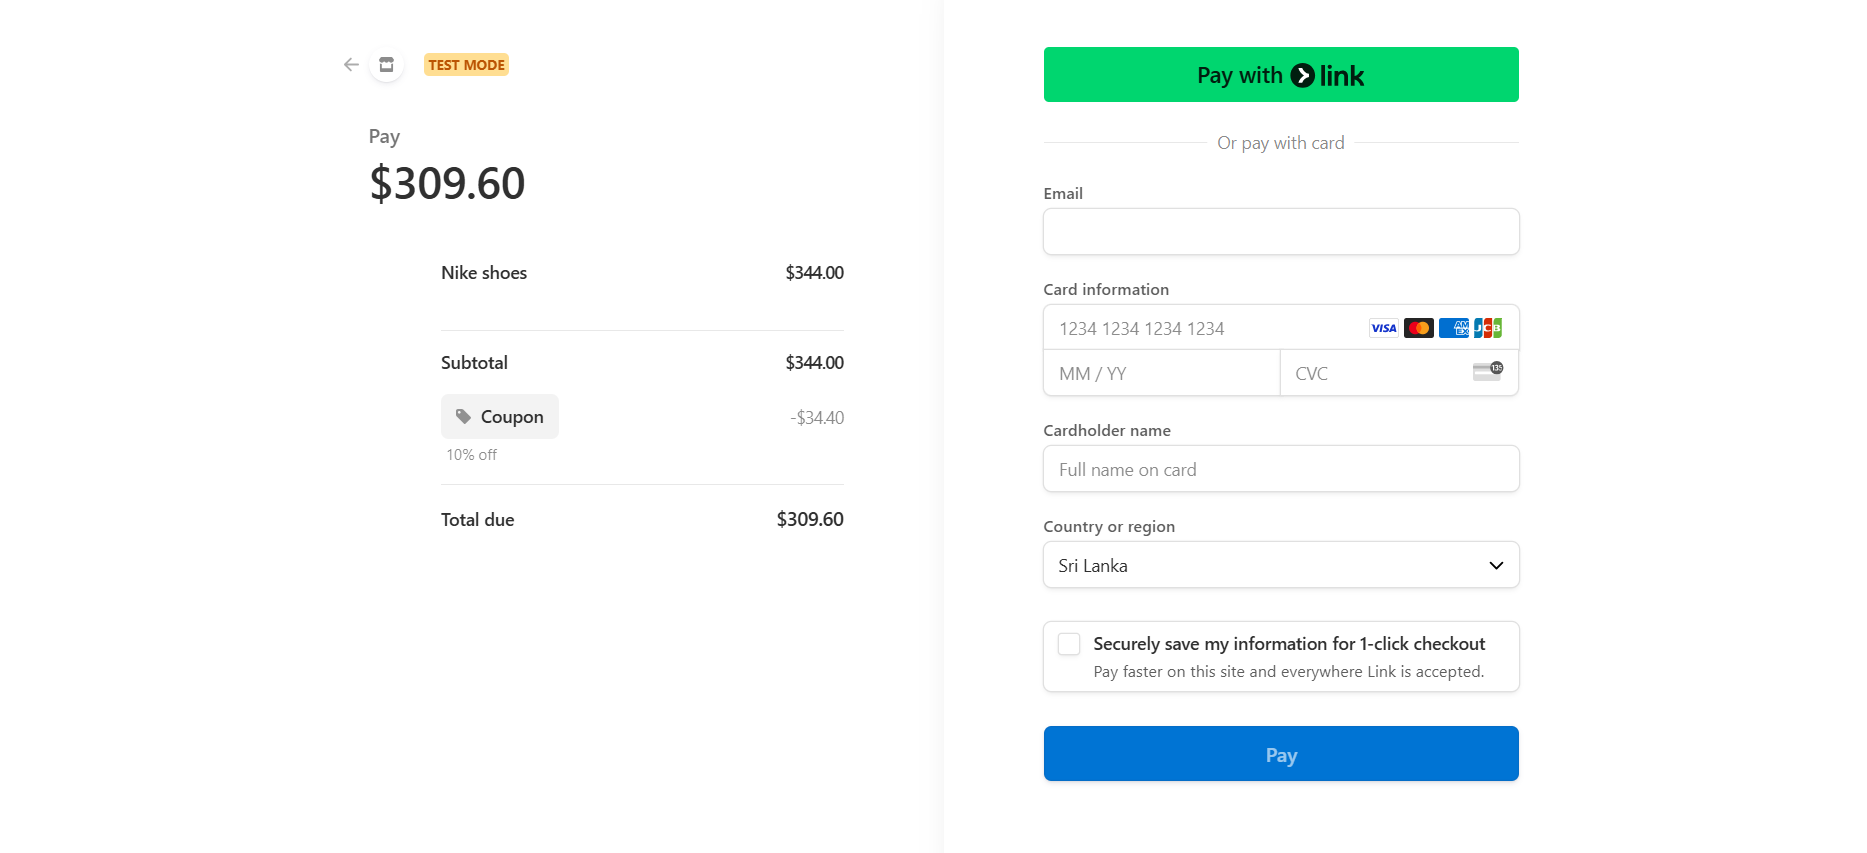 TEST MODE
Pay
$309.60
Nike shoes $344.00
Subtotal $344.00
Coupon -$34.40
10% off
Total due $309.60
Pay with link
Or pay with card
Email
Card information
1234 1234 1234 1234 VISA AM EX JCB
MM / YY CVC 135
Cardholder name
Full name on card
Country or region
Sri Lanka
Securely save my information for 1-click checkout
Pay faster on this site and everywhere Link is accepted.
Pay